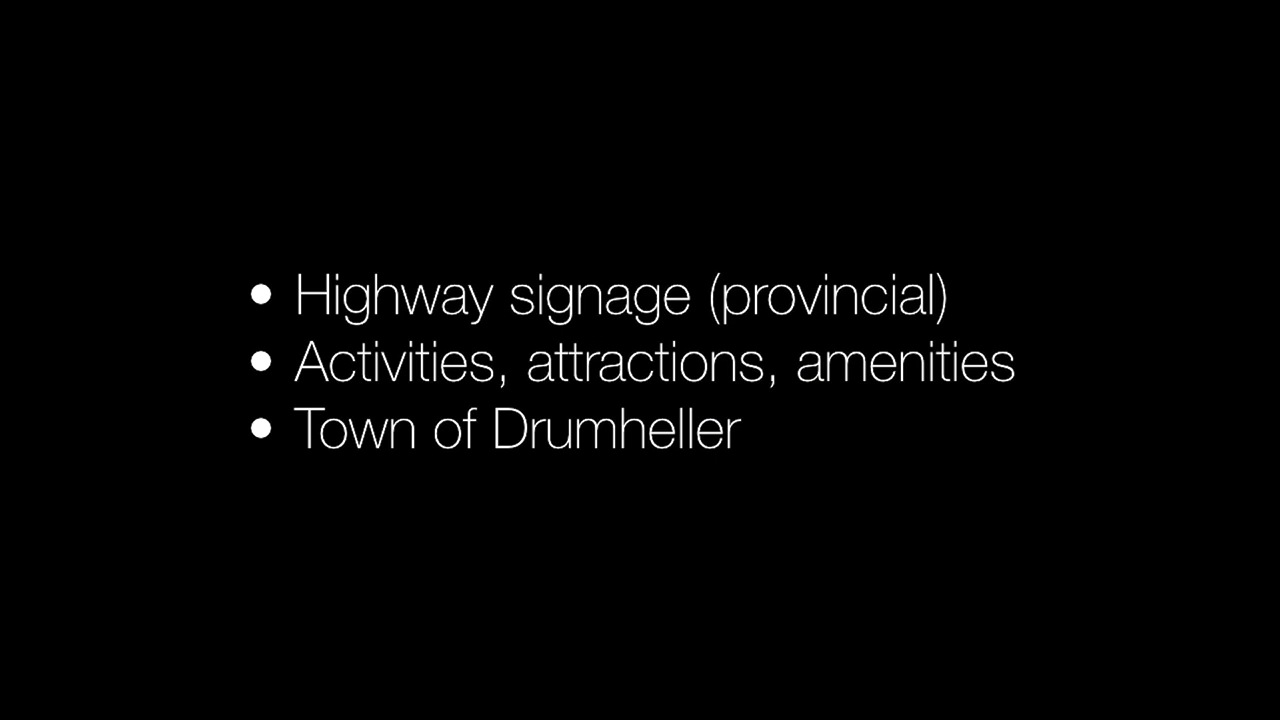 • Highway signage (provincial)
• Activities, attractions, amenities
• Town of Drumheller